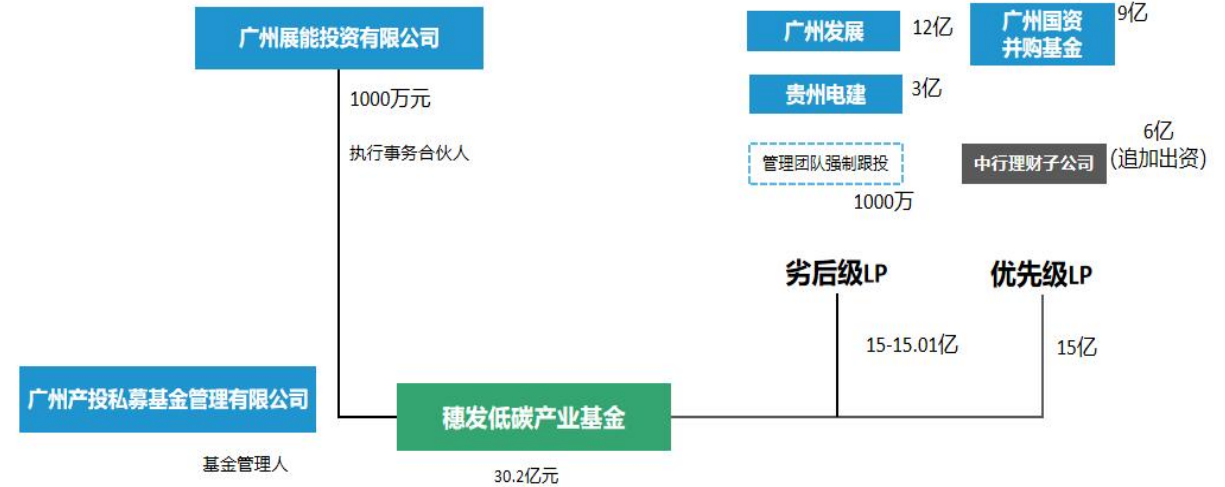 广州展能投资有限公司
1000万元
执行事务合伙人
广州发展
12亿
广州国资
并购基金
9亿
贵州电建
3亿
管理团队强制跟投
1000万
中行理财子公司
6亿
(追加出资)
劣后级LP
优先级LP
15-15.01亿
15亿
广州产投私募基金管理有限公司
基金管理人
穗发低碳产业基金
30.2亿元